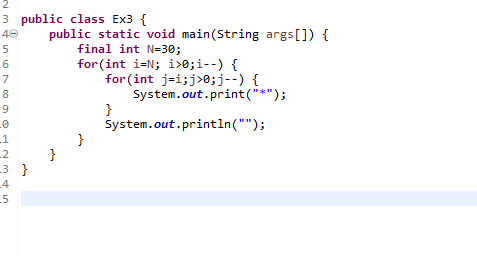 2
3 public class Ex3 {
4 public static void main(String args[]) {
5 final int N=30;
6 for(int i=N; i>0;i--) {
7 for(int j=i;j>0;j--) {
8 System.out.print("*");
9 }
.0 System.out.println("");
.1 }
.2 }
.3 }
.4
.5